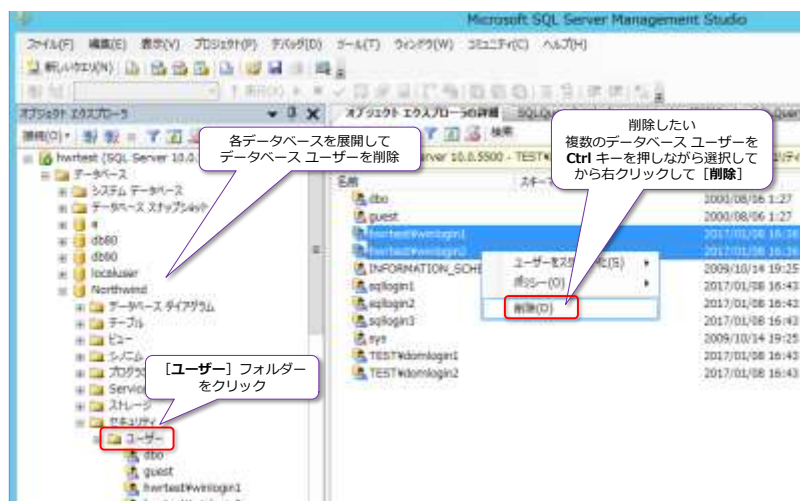 Microsoft SQL Server Management Studio
ファイル(F) 編集(E) 表示(V) プロジェクト(P) デバッグ(D) ツール(T) ウィンドウ(W) コミュニティ(C) ヘルプ(H)
新しいクエリ(N)
オブジェクト エクスプローラー
オブジェクト エクスプローラーの詳細
接続(O)
検索
各データベースを展開して
データベース ユーザーを削除
削除したい
複数のデータベース ユーザーを
Ctrl キーを押しながら選択して
から右クリックして [削除]
hwrtest (SQL Server 10.0.
erver 10.0.5500 - TEST
データベース
システム データベース
データベース スナップショット
db80
db90
localuser
Northwind
データベース ダイアグラム
テーブル
ビュー
シノニム
Service
ストレージ
セキュリティ
ユーザー
dbo
guest
hwrtest¥winlogin1
[ユーザー] フォルダー
をクリック
名前
dbo 2000/08/06 1:27
guest 2000/08/06 1:27
hwrtest¥winlogin1 2017/01/08 16:36
hwrtest¥winlogin2 2017/01/08 16:36
INFORMATION_SCHE 2009/10/14 19:25
sqllogin1 2017/01/08 16:43
sqllogin2 2017/01/08 16:43
sqllogin3 2017/01/08 16:43
sys 2009/10/14 19:25
TEST¥domlogin1 2017/01/08 16:43
TEST¥domlogin2 2017/01/08 16:43
ポリシー(O)
削除(D)